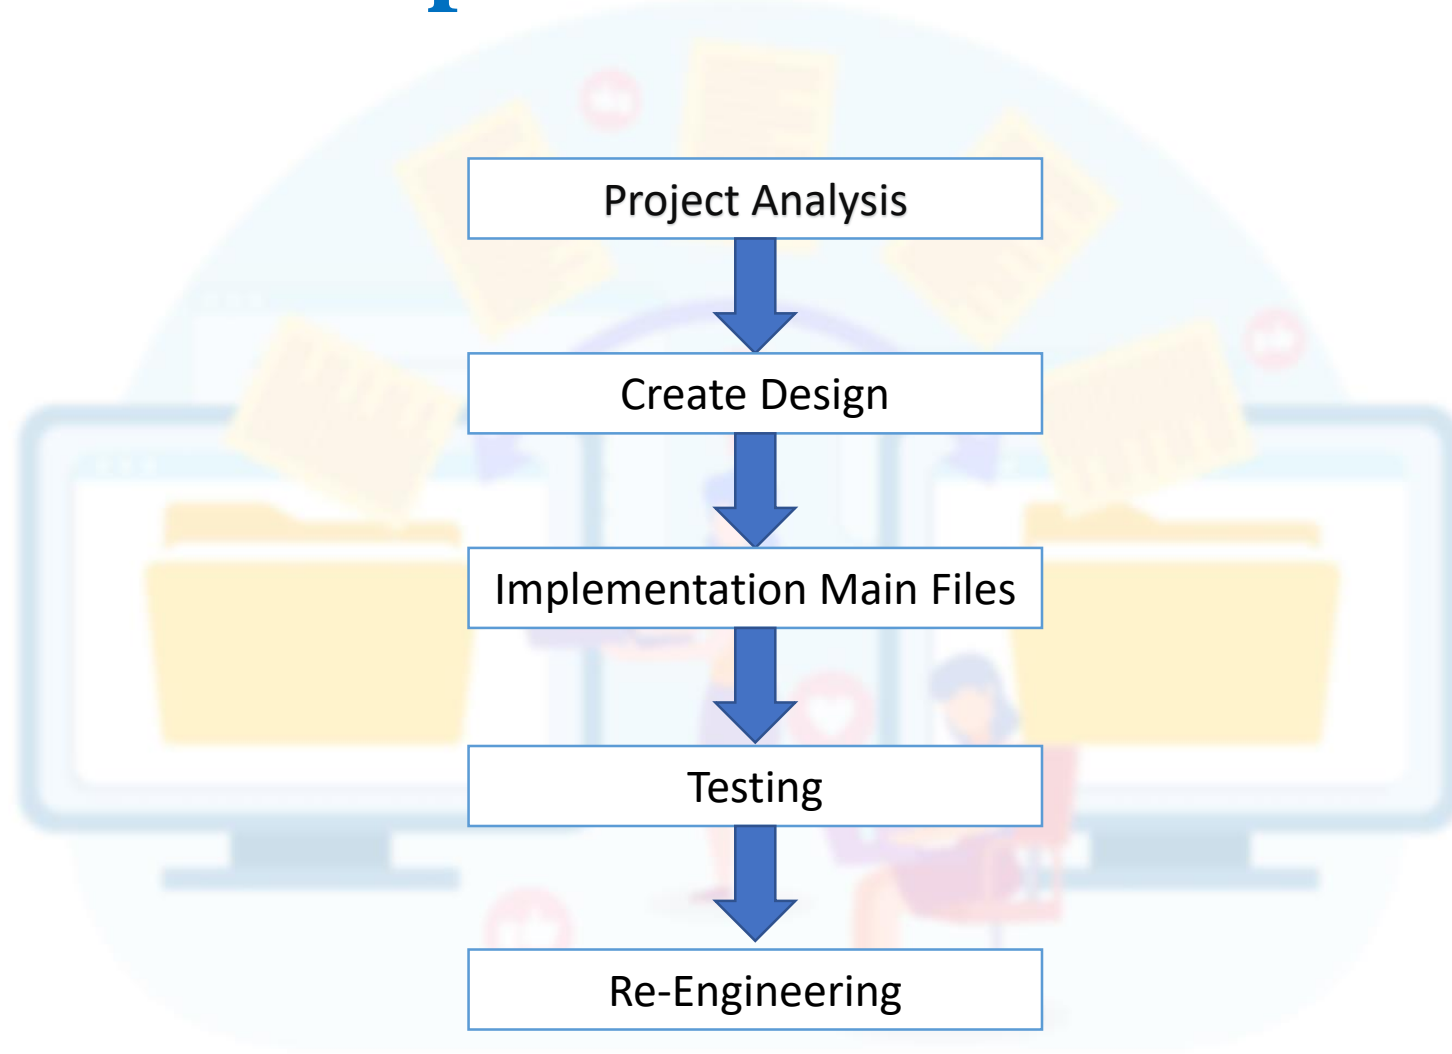 Project Analysis
Create Design
Implementation Main Files
Testing
Re-Engineering